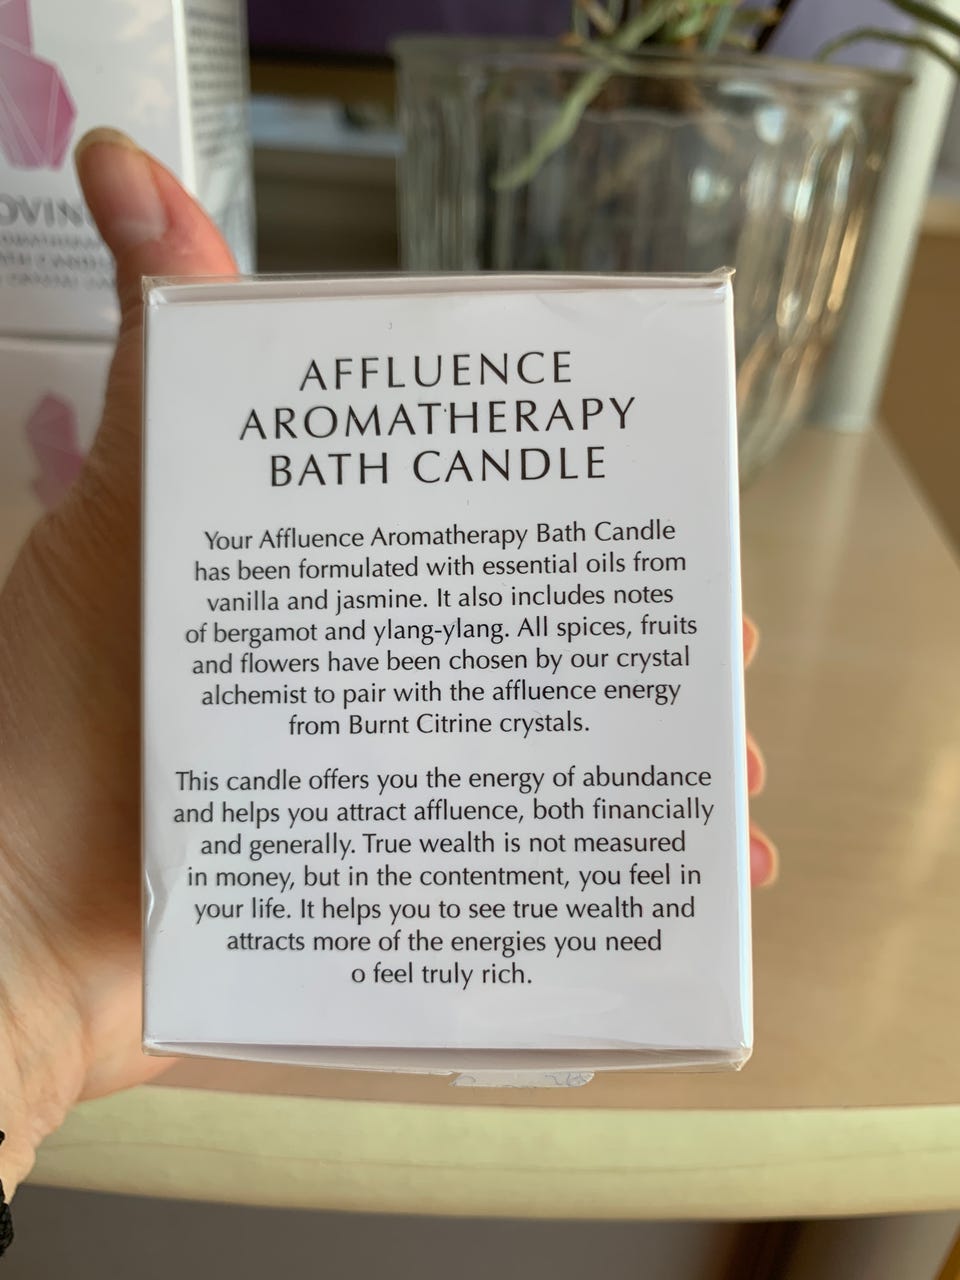 AFFLUENCE
AROMATHERAPY
BATH CANDLE
Your Affluence Aromatherapy Bath Candle
has been formulated with essential oils from
vanilla and jasmine. It also includes notes
of bergamot and ylang-ylang. All spices, fruits
and flowers have been chosen by our crystal
alchemist to pair with the affluence energy
from Burnt Citrine crystals.
This candle offers you the energy of abundance
and helps you attract affluence, both financially
and generally. True wealth is not measured
in money, but in the contentment, you feel in
your life. It helps you to see true wealth and
attracts more of the energies you need
o feel truly rich.